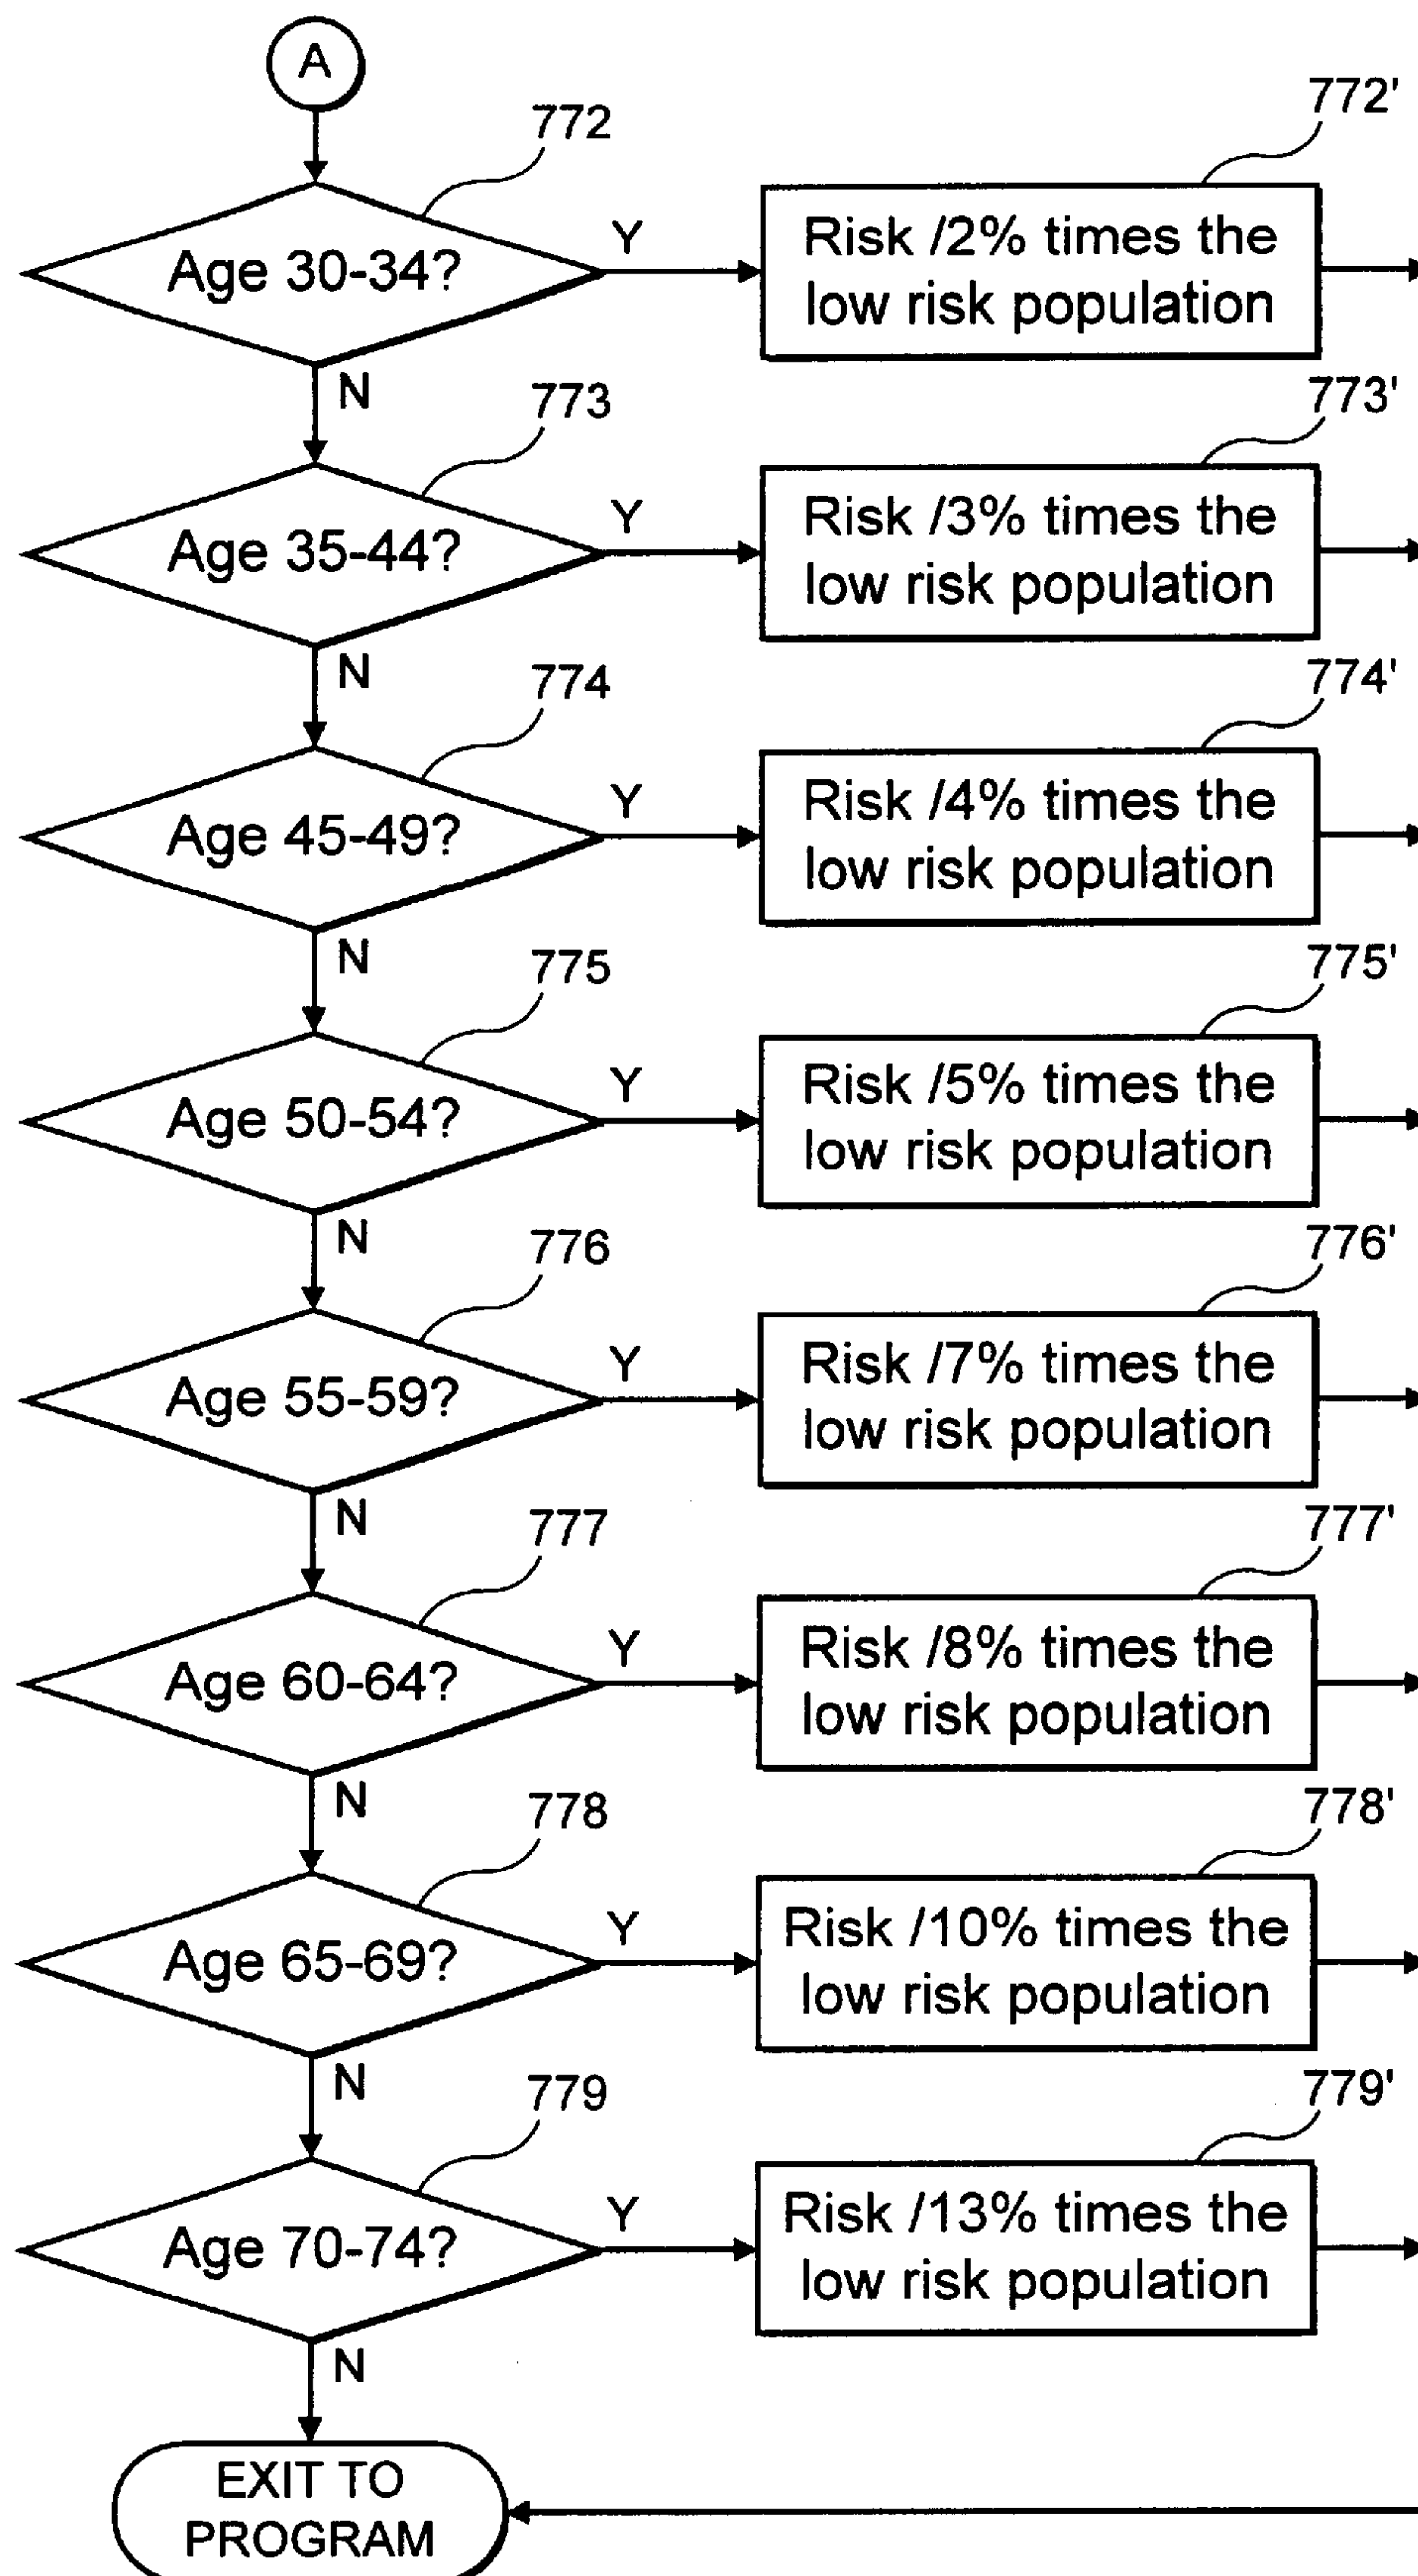 A
772
772'
Age 30-34?
Y
Risk /2% times the
low risk population
N
773
773'
Age 35-44?
Y
Risk /3% times the
low risk population
N
774
774'
Age 45-49?
Y
Risk /4% times the
low risk population
N
775
775'
Age 50-54?
Y
Risk /5% times the
low risk population
N
776
776'
Age 55-59?
Y
Risk /7% times the
low risk population
N
777
777'
Age 60-64?
Y
Risk /8% times the
low risk population
N
778
778'
Age 65-69?
Y
Risk /10% times the
low risk population
N
779
779'
Age 70-74?
Y
Risk /13% times the
low risk population
N
EXIT TO
PROGRAM